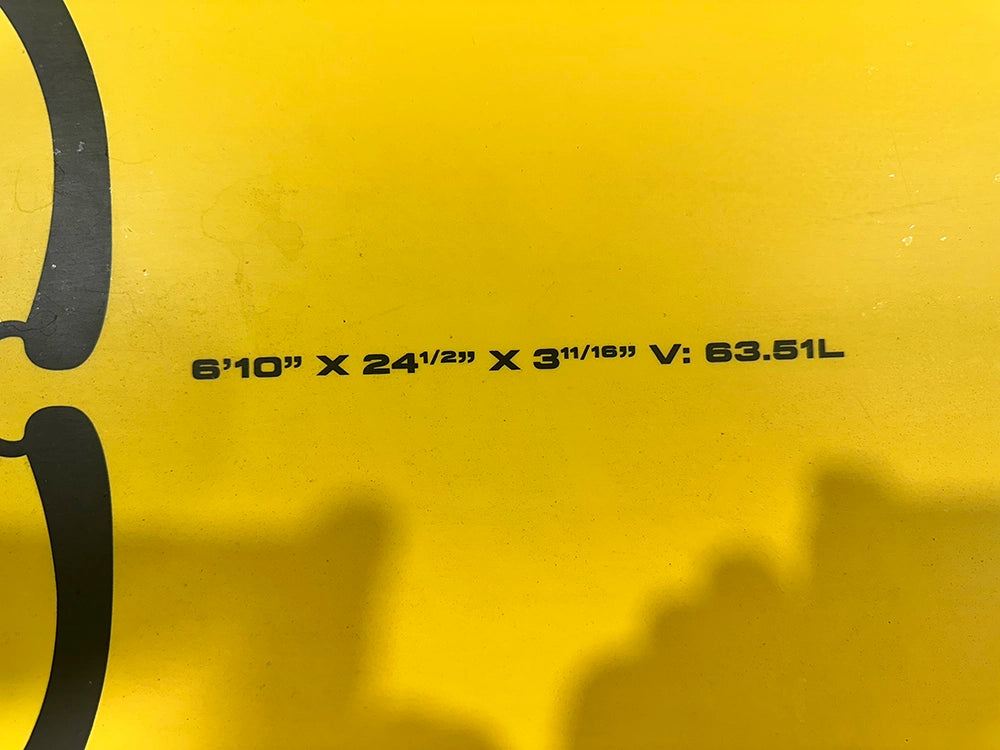 6’10” X 24 1/2” X 3 11/16” V: 63.51L